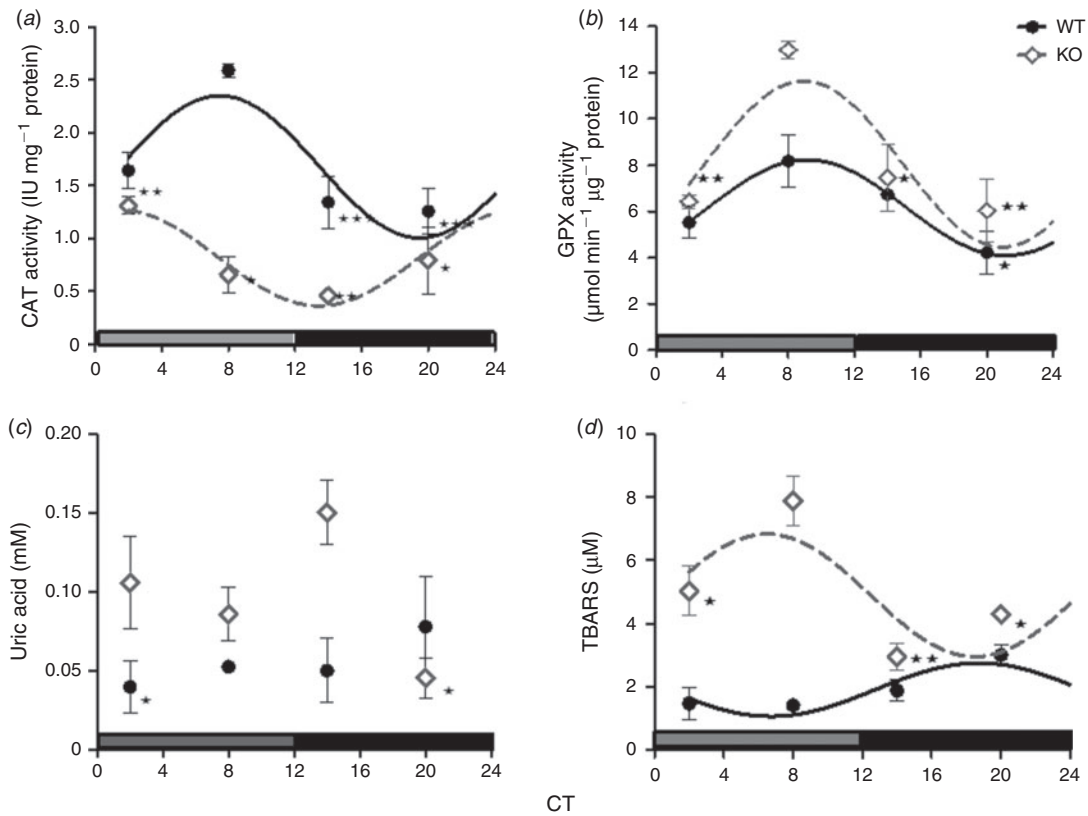 (a)
3.0
2.5
2.0
1.5
1.0
0.5
0
CAT activity (IU mg−1 protein)
★★
★
★★
★★
★★★
★
0 4 8 12 16 20 24
(b)
14
12
10
8
6
4
2
0
GPX activity
(µmol min−1 µg−1 protein)
WT
KO
★★
★
★★
★
0 4 8 12 16 20 24
(c)
0.20
0.15
0.10
0.05
0
Uric acid (mM)
★
★
0 4 8 12 16 20 24
(d)
10
8
6
4
2
0
TBARS (µM)
★
★★
★
0 4 8 12 16 20 24
CT